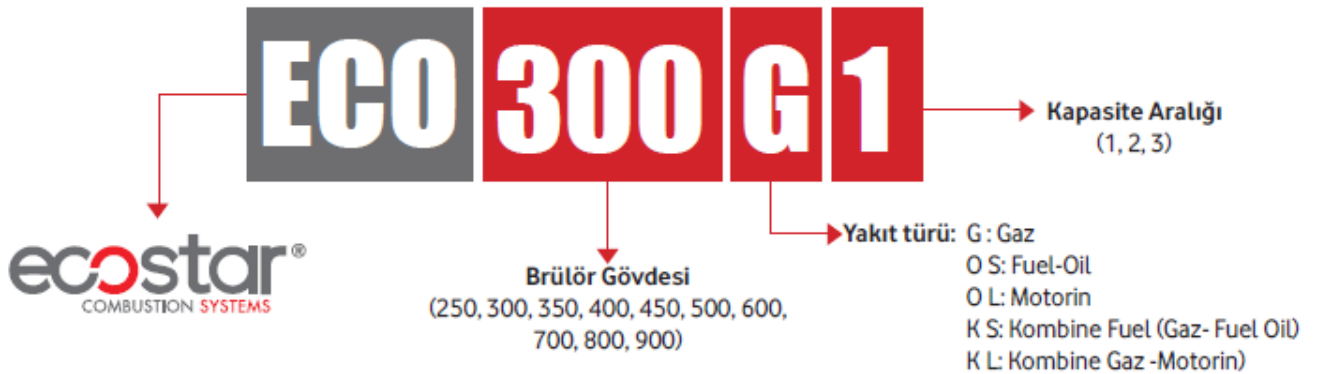 ECO 300 G 1
Kapasite Aralığı
(1, 2, 3)
ecostar®
COMBUSTION SYSTEMS
Brülör Gövdesi
(250, 300, 350, 400, 450, 500, 600,
700, 800, 900)
Yakıt türü: G : Gaz
O S: Fuel-Oil
O L: Motorin
K S: Kombine Fuel (Gaz- Fuel Oil)
K L: Kombine Gaz -Motorin)